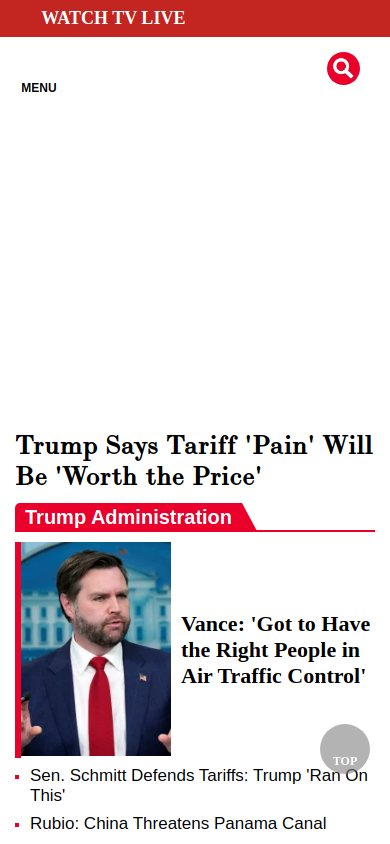 WATCH TV LIVE
MENU
Trump Says Tariff 'Pain' Will
Be 'Worth the Price'
Trump Administration
Vance: 'Got to Have
the Right People in
Air Traffic Control'
TOP
Sen. Schmitt Defends Tariffs: Trump 'Ran On
This'
Rubio: China Threatens Panama Canal